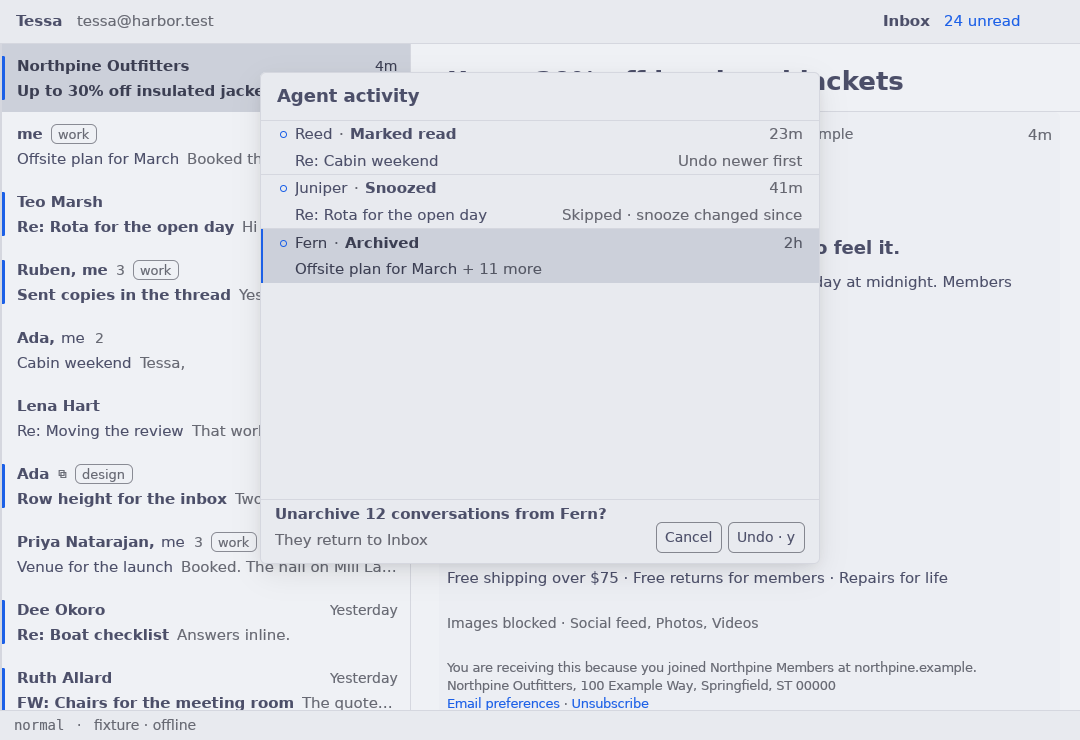 Tessa tessa@harbor.test
Inbox 24 unread
Northpine Outfitters 4m
Up to 30% off insulated jacke
me work
Offsite plan for March Booked th
Teo Marsh
Re: Rota for the open day Hi
Ruben, me 3 work
Sent copies in the thread Yes
Ada, me 2
Cabin weekend Tessa,
Lena Hart
Re: Moving the review That worl
Ada design
Row height for the inbox Two
Priya Natarajan, me 3 work
Venue for the launch Booked. The hall on Mill La…
Dee Okoro Yesterday
Re: Boat checklist Answers inline.
Ruth Allard Yesterday
FW: Chairs for the meeting room The quote…
Agent activity
Reed · Marked read 23m
Re: Cabin weekend Undo newer first
Juniper · Snoozed 41m
Re: Rota for the open day Skipped · snooze changed since
Fern · Archived 2h
Offsite plan for March + 11 more
Unarchive 12 conversations from Fern?
They return to Inbox
Cancel Undo · y
ackets
mple 4m
o feel it.
day at midnight. Members
Free shipping over $75 · Free returns for members · Repairs for life
Images blocked · Social feed, Photos, Videos
You are receiving this because you joined Northpine Members at northpine.example.
Northpine Outfitters, 100 Example Way, Springfield, ST 00000
Email preferences · Unsubscribe
normal · fixture · offline